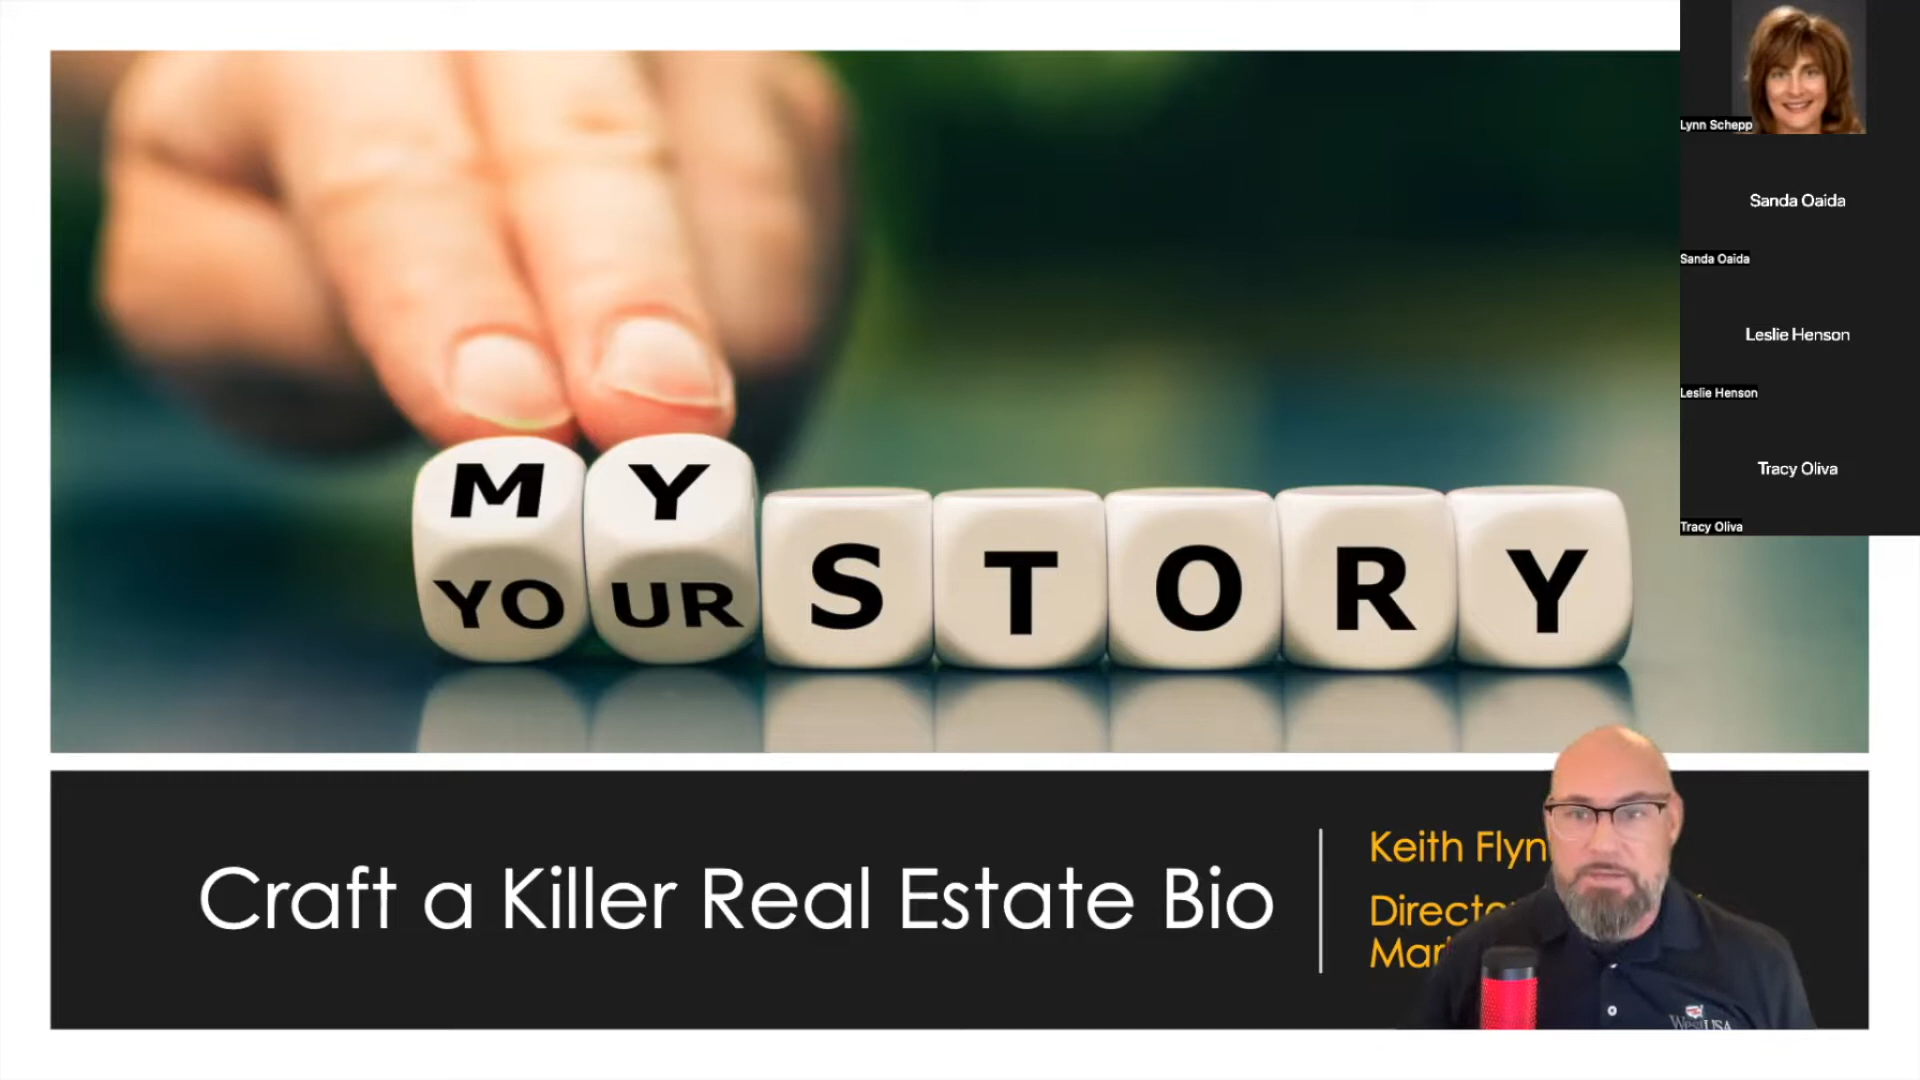 MY
YOUR STORY
Craft a Killer Real Estate Bio
Keith
Lynn Schepp
Sanda Oaida
Sanda Oaida
Leslie Henson
Leslie Henson
Tracy Oliva
Tracy Oliva